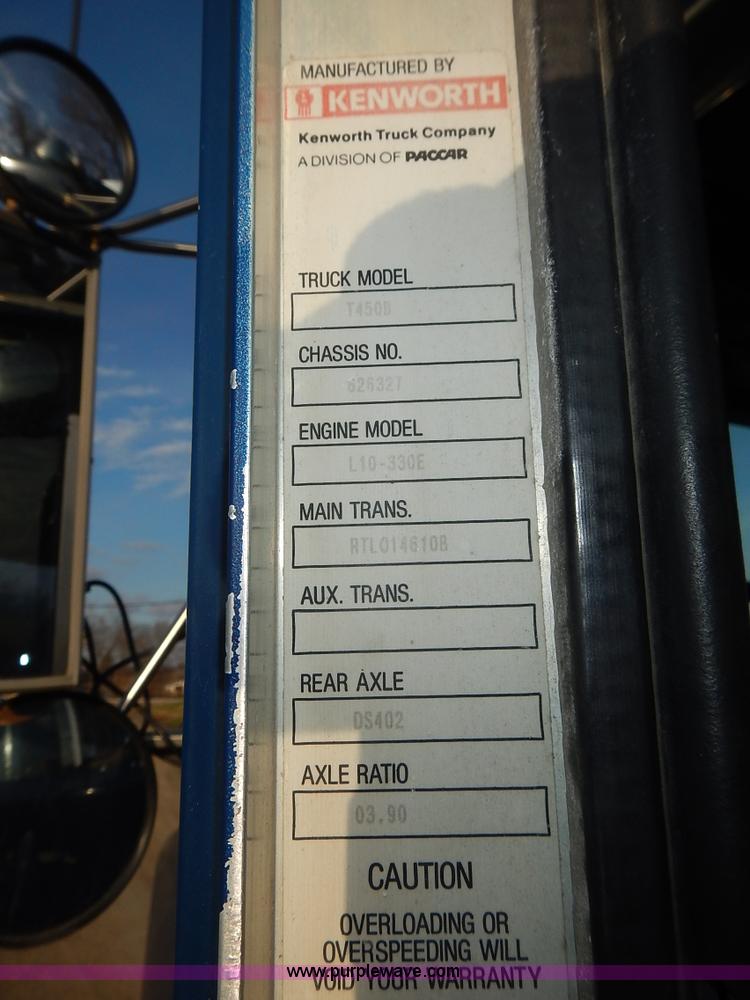 MANUFACTURED BY
KENWORTH
Kenworth Truck Company
A DIVISION OF PACCAR
TRUCK MODEL
T450B
CHASSIS NO.
626327
ENGINE MODEL
L10-330E
MAIN TRANS.
RTLO14610B
AUX. TRANS.
REAR AXLE
DS402
AXLE RATIO
03.90
CAUTION
OVERLOADING OR
OVERSPEEDING WILL
VOID YOUR WARRANTY
www.purplewave.com